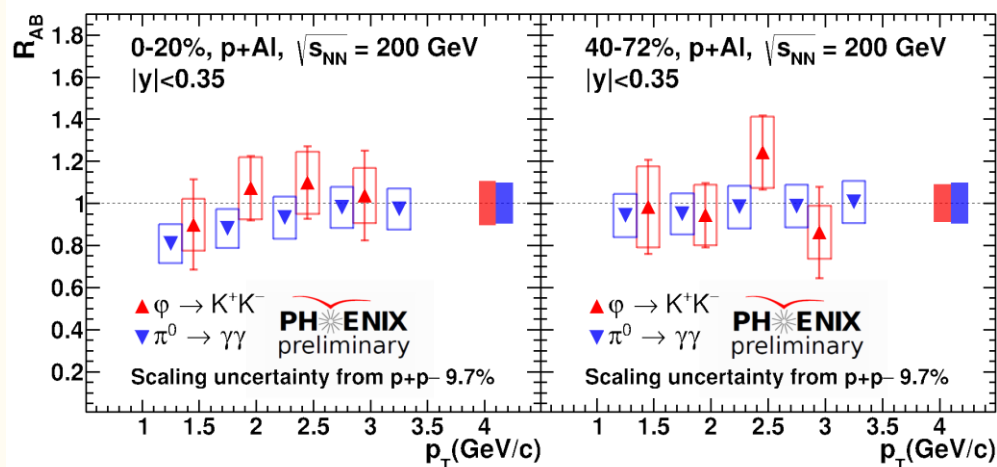 R_AB
1.8
1.6
1.4
1.2
1
0.8
0.6
0.4
0.2
0-20%, p+Al, √s_NN = 200 GeV
|y|<0.35
φ → K⁺K⁻
π⁰ → γγ
PHENIX
preliminary
Scaling uncertainty from p+p− 9.7%
1 1.5 2 2.5 3 3.5 4
p_T(GeV/c)
40-72%, p+Al, √s_NN = 200 GeV
|y|<0.35
φ → K⁺K⁻
π⁰ → γγ
PHENIX
preliminary
Scaling uncertainty from p+p− 9.7%
1 1.5 2 2.5 3 3.5 4
p_T(GeV/c)